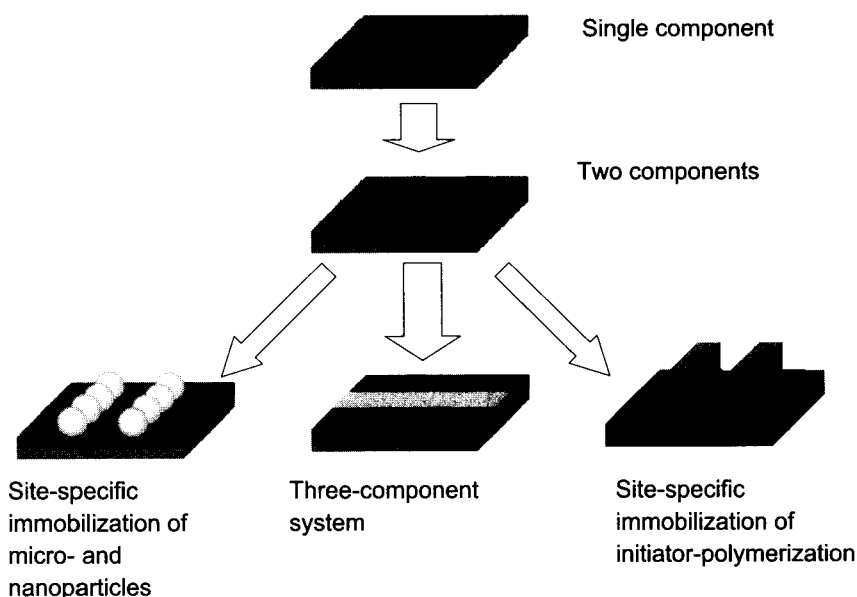 Single component
Two components
Site-specific
immobilization of
micro- and
nanoparticles
Three-component
system
Site-specific
immobilization of
initiator-polymerization